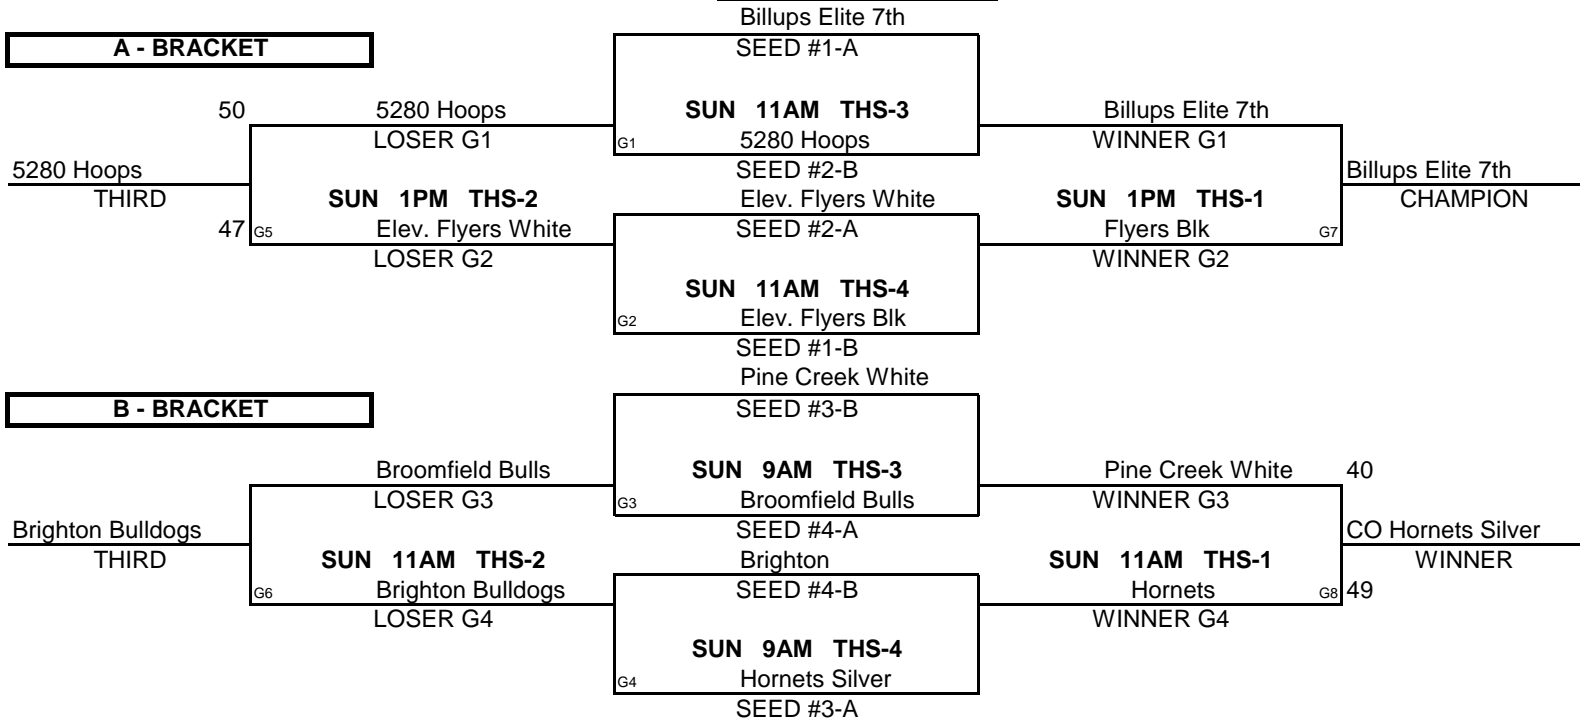 Billups Elite 7th
A - BRACKET
SEED #1-A
50 5280 Hoops SUN 11AM THS-3 Billups Elite 7th
LOSER G1 G1 5280 Hoops WINNER G1
5280 Hoops SEED #2-B Billups Elite 7th
THIRD SUN 1PM THS-2 Elev. Flyers White SUN 1PM THS-1 CHAMPION
47 G5 Elev. Flyers White SEED #2-A Flyers Blk G7
LOSER G2 WINNER G2
SUN 11AM THS-4
G2 Elev. Flyers Blk
SEED #1-B
Pine Creek White
B - BRACKET SEED #3-B
Broomfield Bulls SUN 9AM THS-3 Pine Creek White 40
LOSER G3 G3 Broomfield Bulls WINNER G3
Brighton Bulldogs SEED #4-A CO Hornets Silver
THIRD SUN 11AM THS-2 Brighton SUN 11AM THS-1 WINNER
G6 Brighton Bulldogs SEED #4-B Hornets G8 49
LOSER G4 WINNER G4
SUN 9AM THS-4
G4 Hornets Silver
SEED #3-A